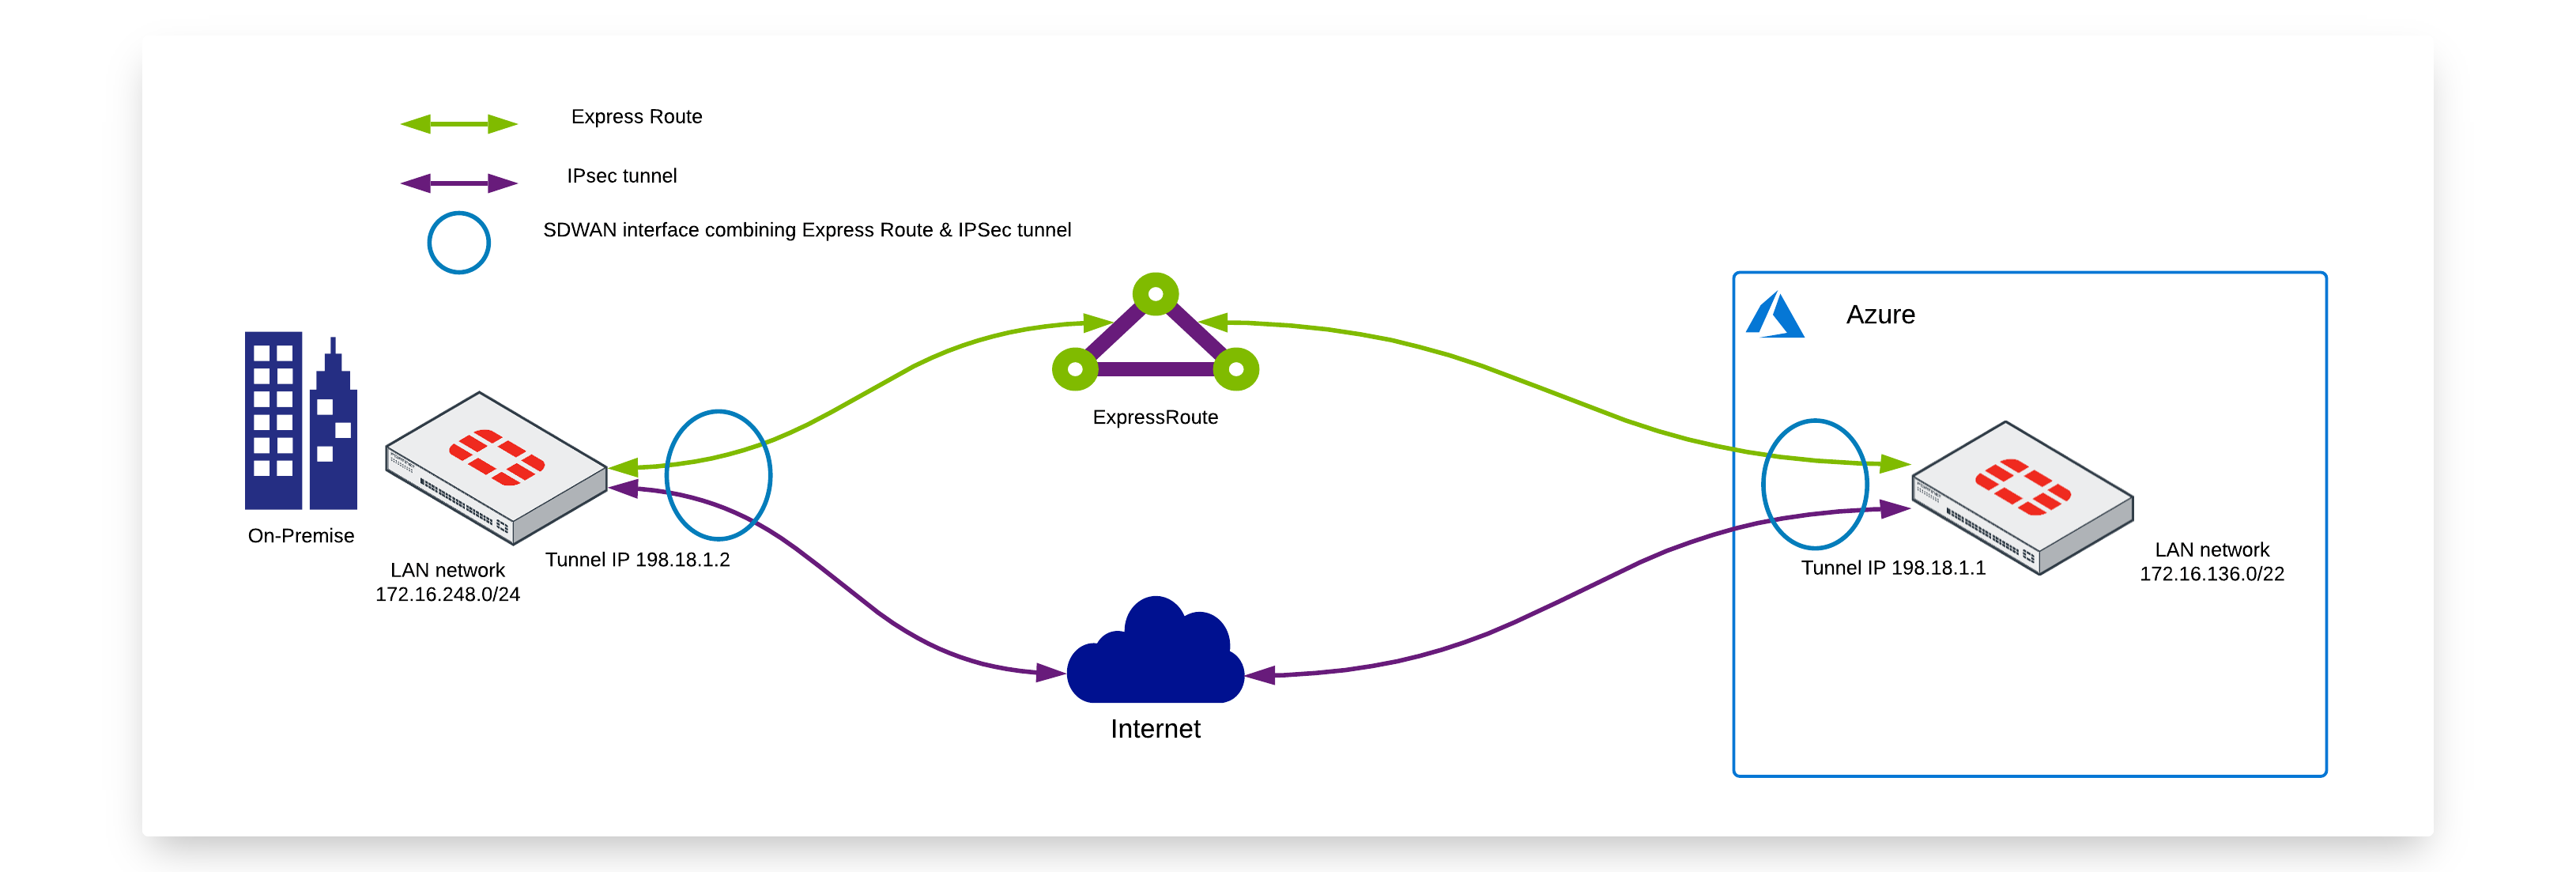 Express Route
IPsec tunnel
SDWAN interface combining Express Route & IPSec tunnel
Azure
ExpressRoute
On-Premise
Tunnel IP 198.18.1.2
LAN network
172.16.248.0/24
Tunnel IP 198.18.1.1
LAN network
172.16.136.0/22
Internet